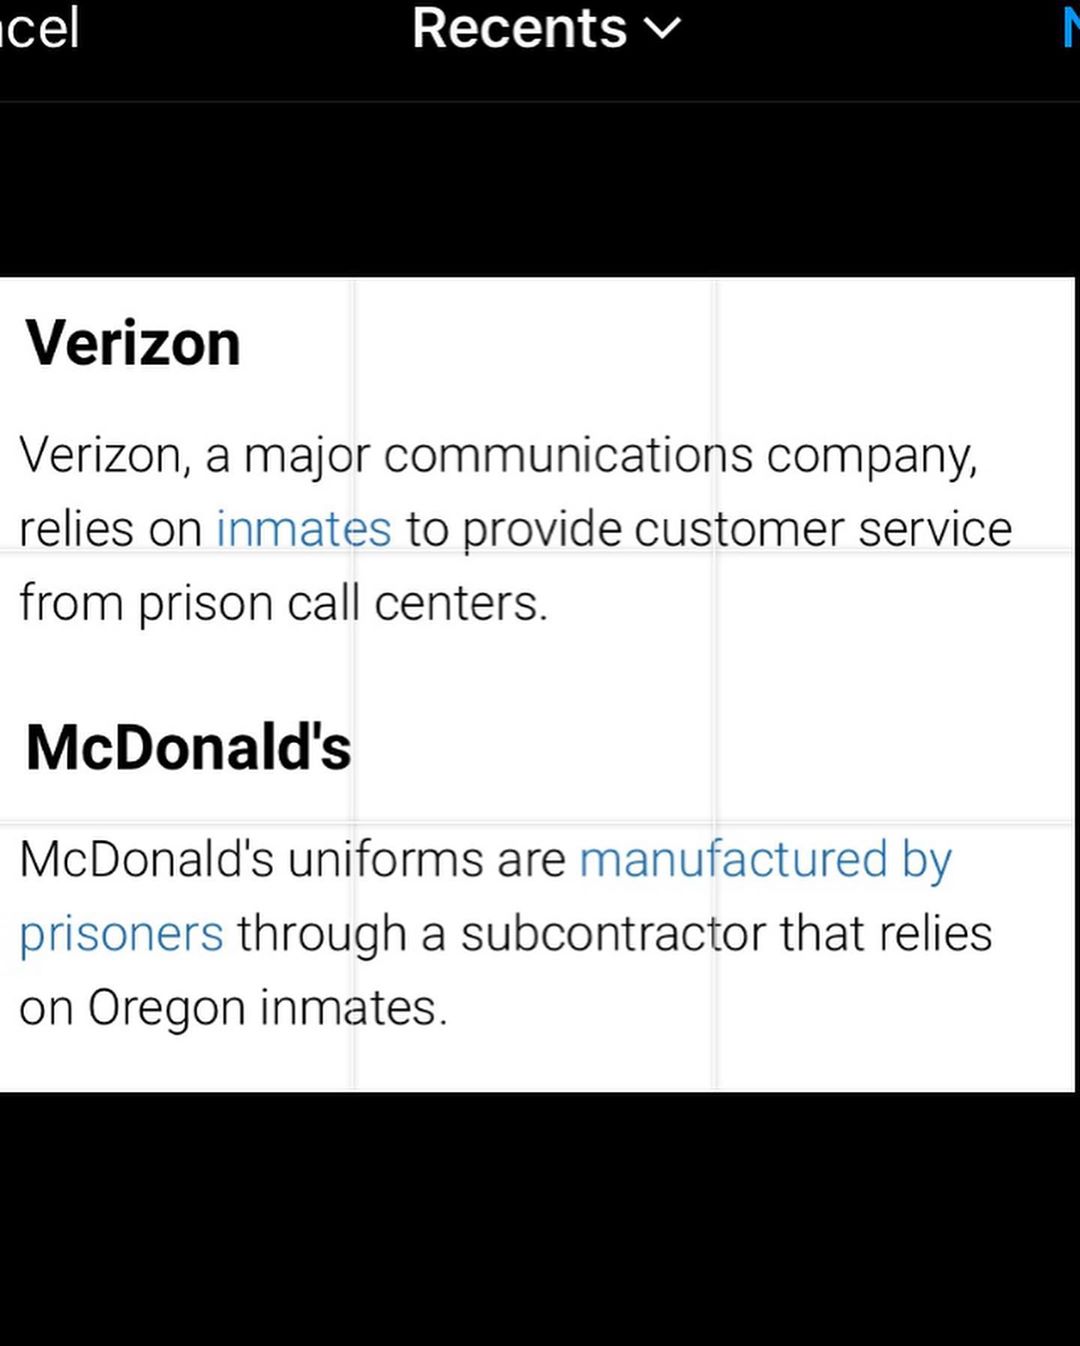 Recents
Verizon
Verizon, a major communications company,
relies on inmates to provide customer service
from prison call centers.
McDonald's
McDonald's uniforms are manufactured by
prisoners through a subcontractor that relies
on Oregon inmates.